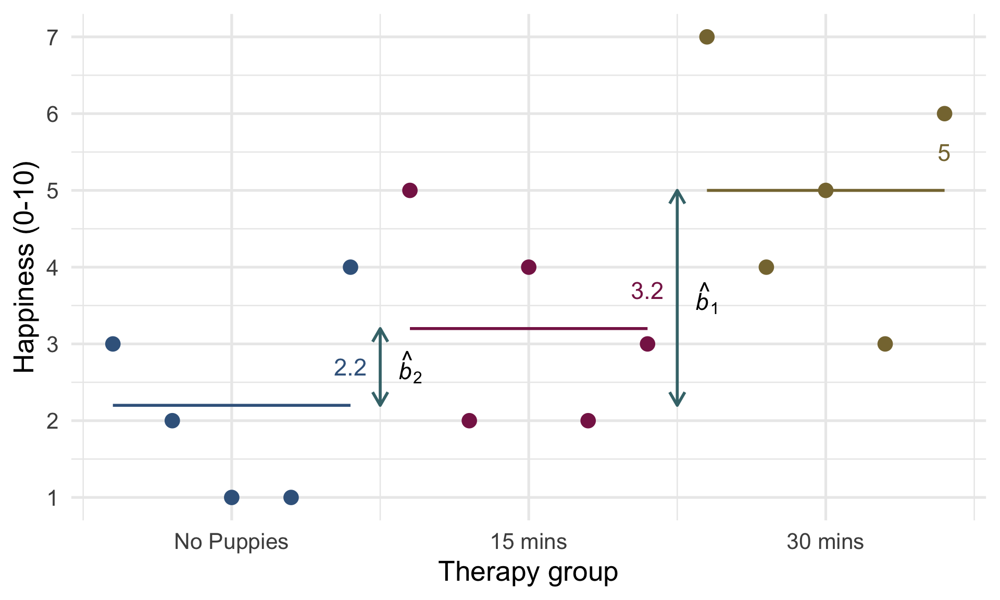 Happiness (0-10)
7
6
5
4
3
2
1
5
3.2
b̂₁
2.2
b̂₂
No Puppies
15 mins
30 mins
Therapy group